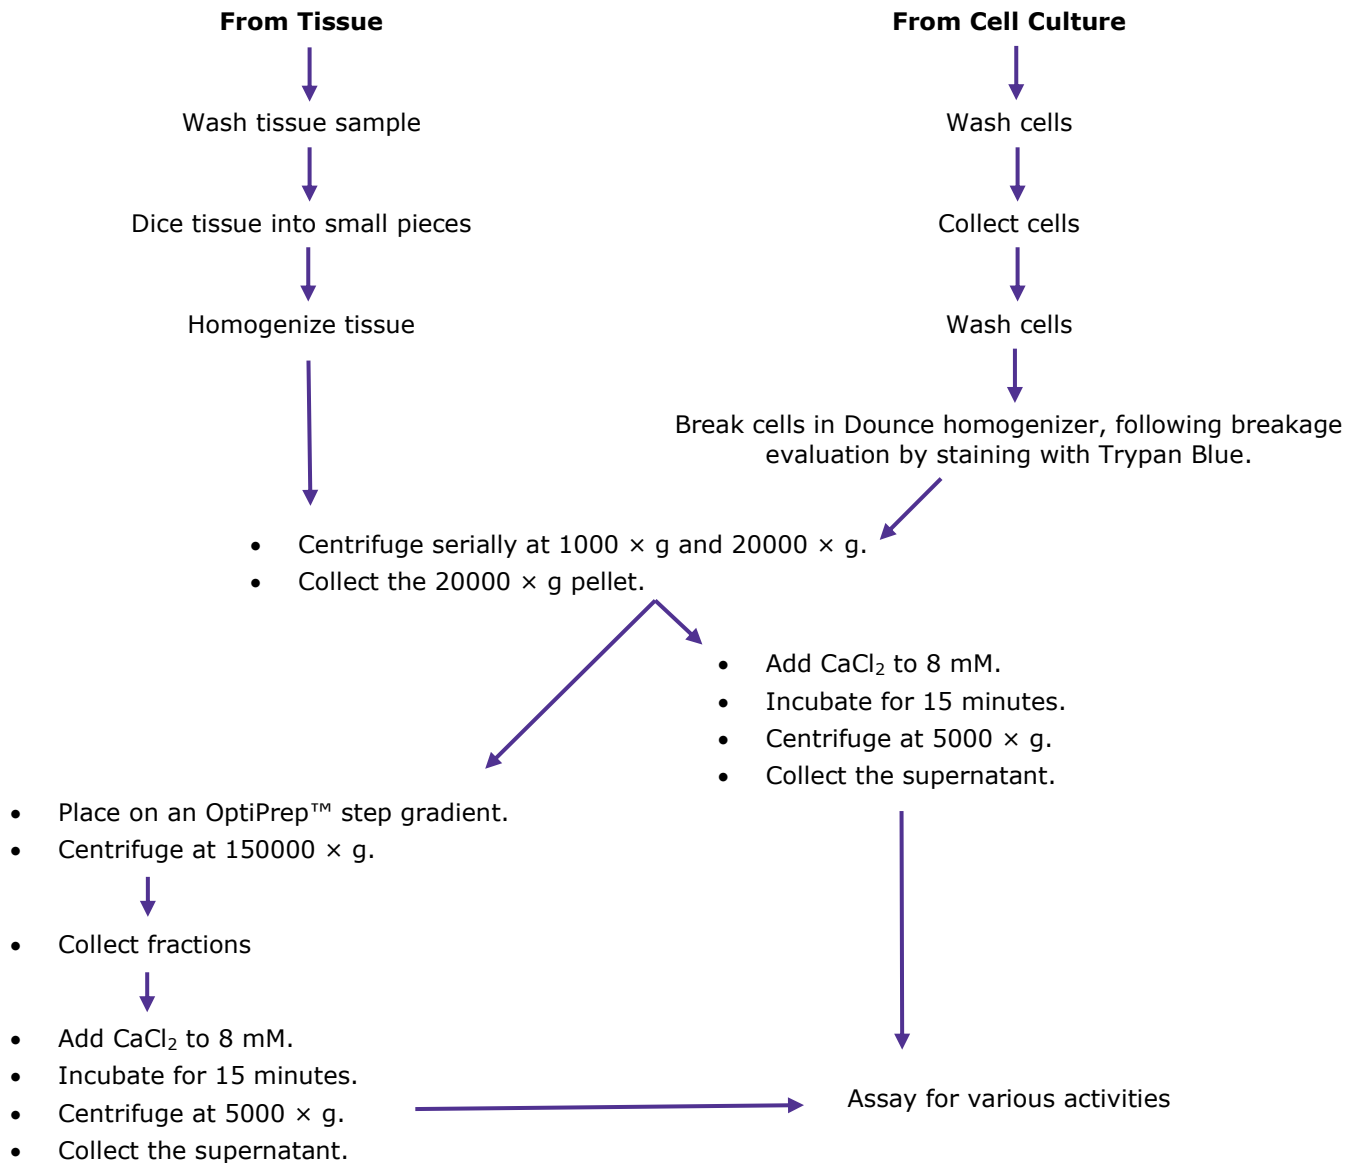 From Tissue
From Cell Culture
Wash tissue sample
Wash cells
Dice tissue into small pieces
Collect cells
Homogenize tissue
Wash cells
Break cells in Dounce homogenizer, following breakage
evaluation by staining with Trypan Blue.
• Centrifuge serially at 1000 × g and 20000 × g.
• Collect the 20000 × g pellet.
• Add CaCl₂ to 8 mM.
• Incubate for 15 minutes.
• Centrifuge at 5000 × g.
• Collect the supernatant.
• Place on an OptiPrep™ step gradient.
• Centrifuge at 150000 × g.
• Collect fractions
• Add CaCl₂ to 8 mM.
• Incubate for 15 minutes.
• Centrifuge at 5000 × g.
• Collect the supernatant.
Assay for various activities